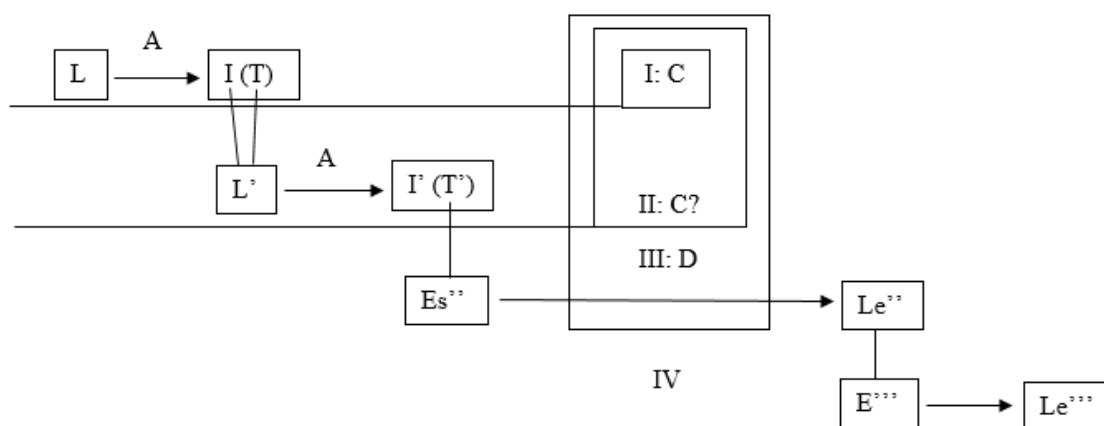 A
L
I (T)
I: C
A
L’
I’ (T’)
II: C?
III: D
Es’’
Le’’
IV
E’’’
Le’’’